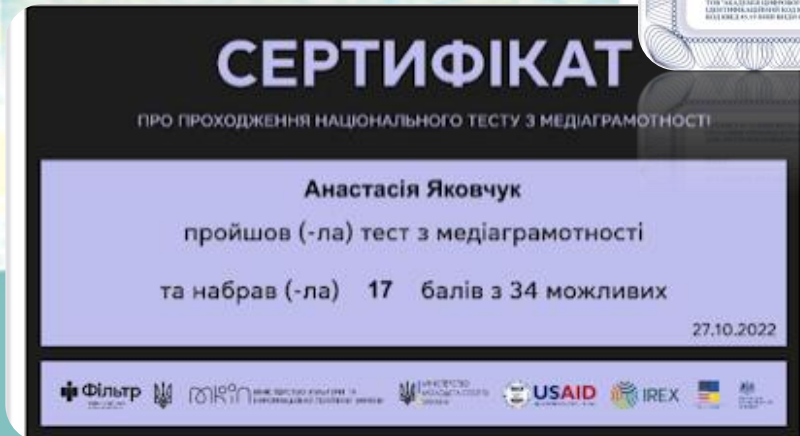 СЕРТИФІКАТ
ПРО ПРОХОДЖЕННЯ НАЦІОНАЛЬНОГО ТЕСТУ З МЕДІАГРАМОТНОСТІ
Анастасія Яковчук
пройшов (-ла) тест з медіаграмотності
та набрав (-ла) 17 балів з 34 можливих
27.10.2022
Фільтр USAID IREX